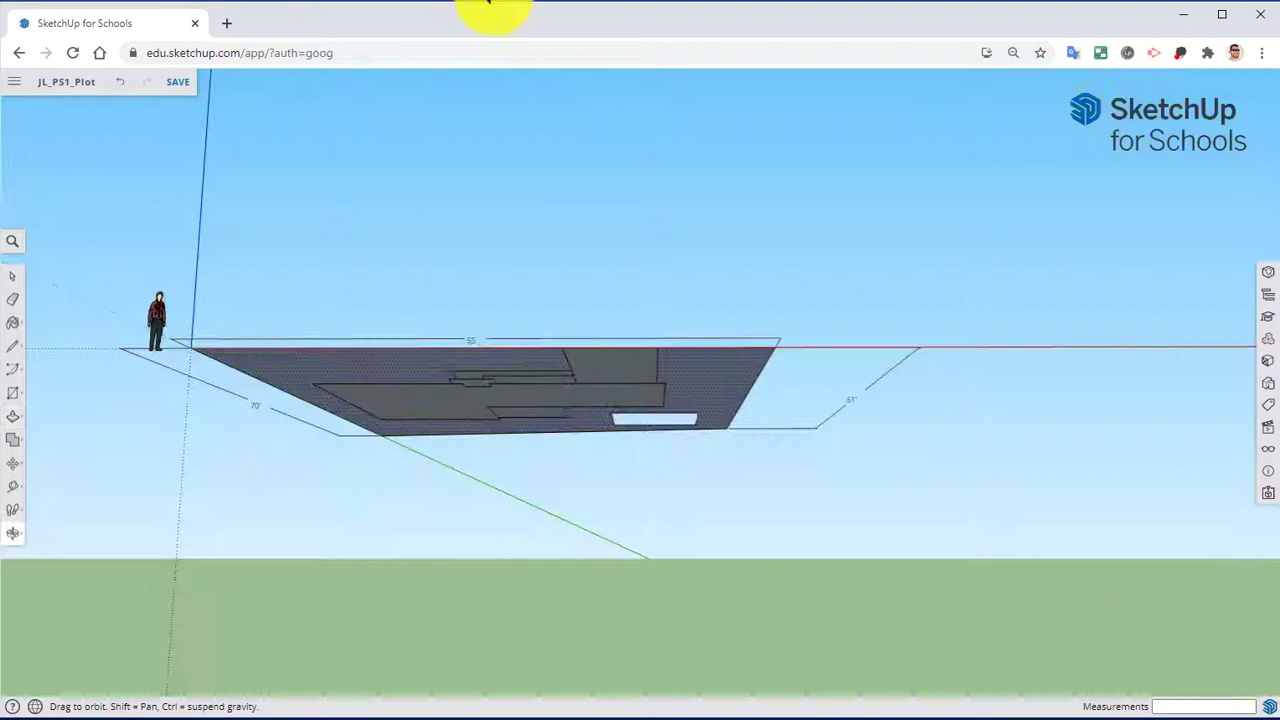 SketchUp for Schools
edu.sketchup.com/app/?auth=goog
JL_PS1_Plot
SAVE
SketchUp
for Schools
55'
70'
61'
Drag to orbit. Shift = Pan, Ctrl = suspend gravity.
Measurements